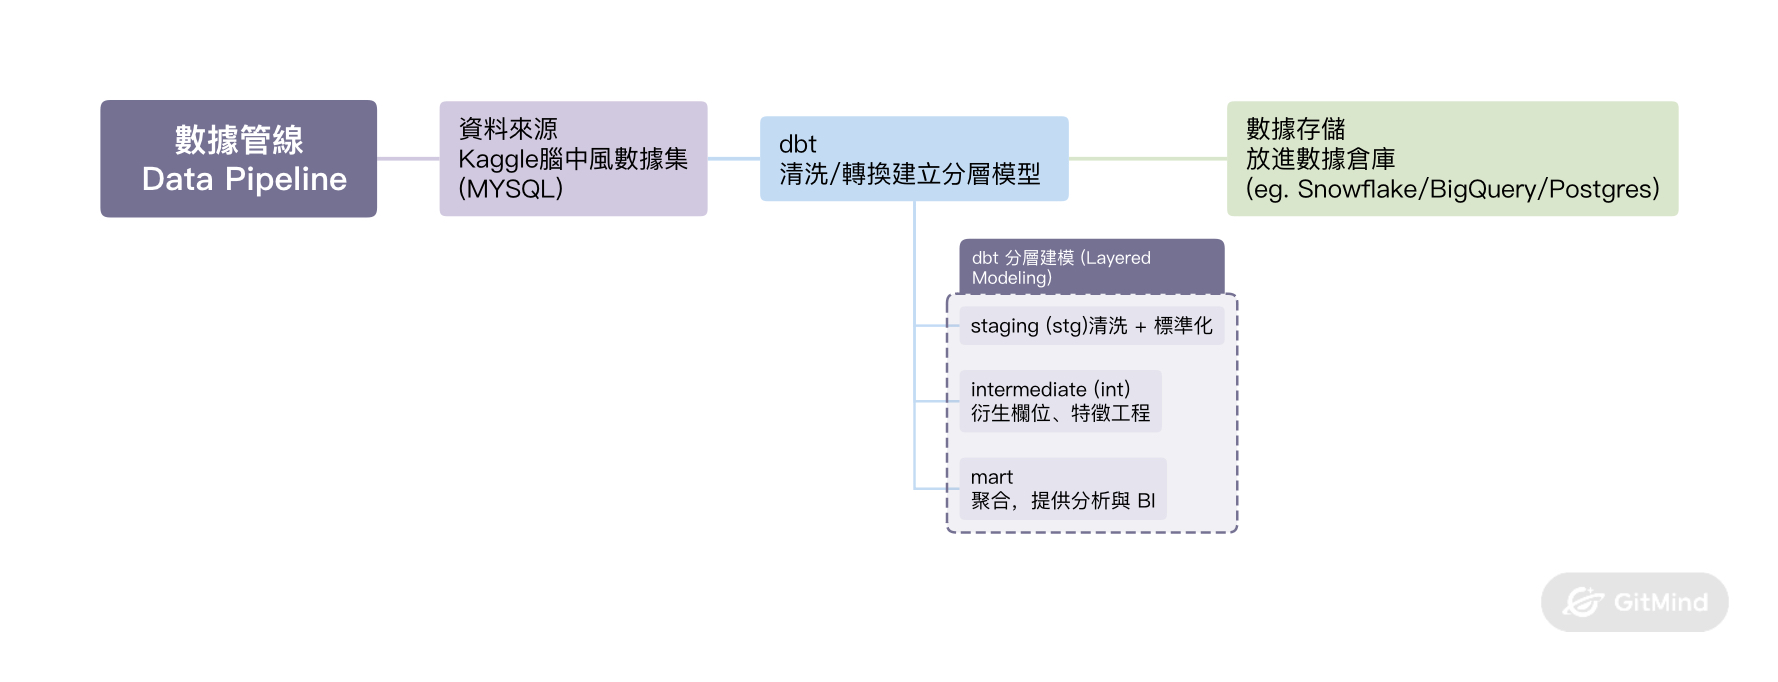 數據管線
Data Pipeline
資料來源
Kaggle腦中風數據集
(MYSQL)
dbt
清洗/轉換建立分層模型
數據存儲
放進數據倉庫
(eg. Snowflake/BigQuery/Postgres)
dbt 分層建模 (Layered
Modeling)
staging (stg)清洗 + 標準化
intermediate (int)
衍生欄位、特徵工程
mart
聚合，提供分析與 BI
GitMind